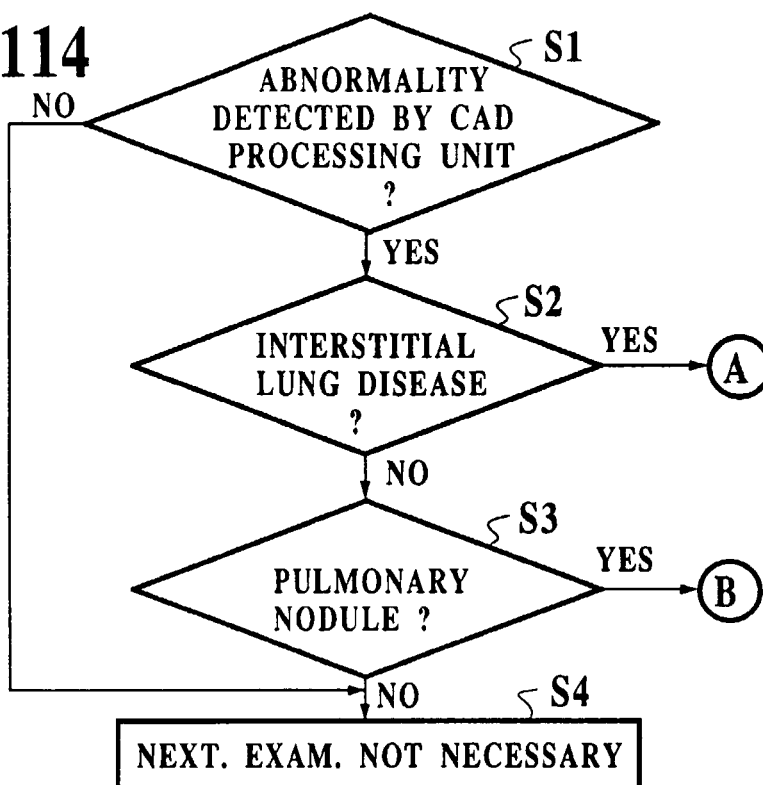 114
S1
ABNORMALITY
DETECTED BY CAD
PROCESSING UNIT
?
NO
YES
S2
INTERSTITIAL
LUNG DISEASE
?
YES
A
NO
S3
PULMONARY
NODULE ?
YES
B
NO
S4
NEXT. EXAM. NOT NECESSARY